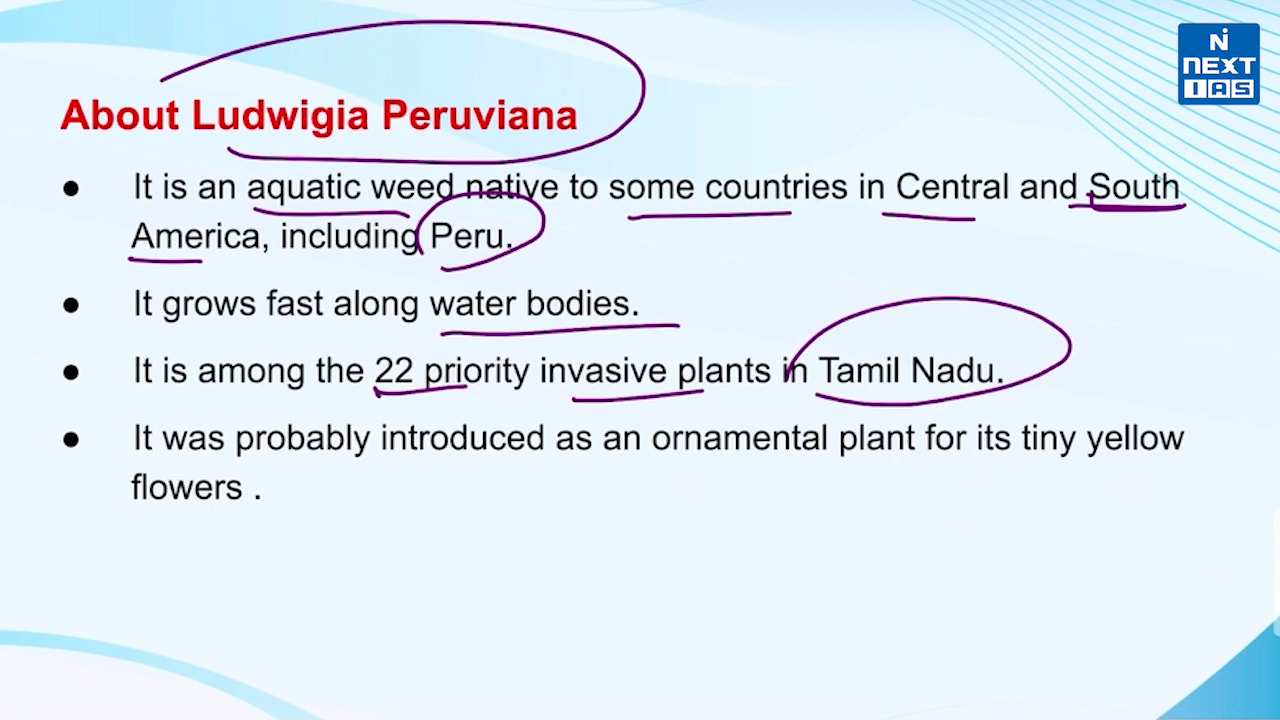 NEXT
IAS
About Ludwigia Peruviana
● It is an aquatic weed native to some countries in Central and South
America, including Peru.
● It grows fast along water bodies.
● It is among the 22 priority invasive plants in Tamil Nadu.
● It was probably introduced as an ornamental plant for its tiny yellow
flowers .